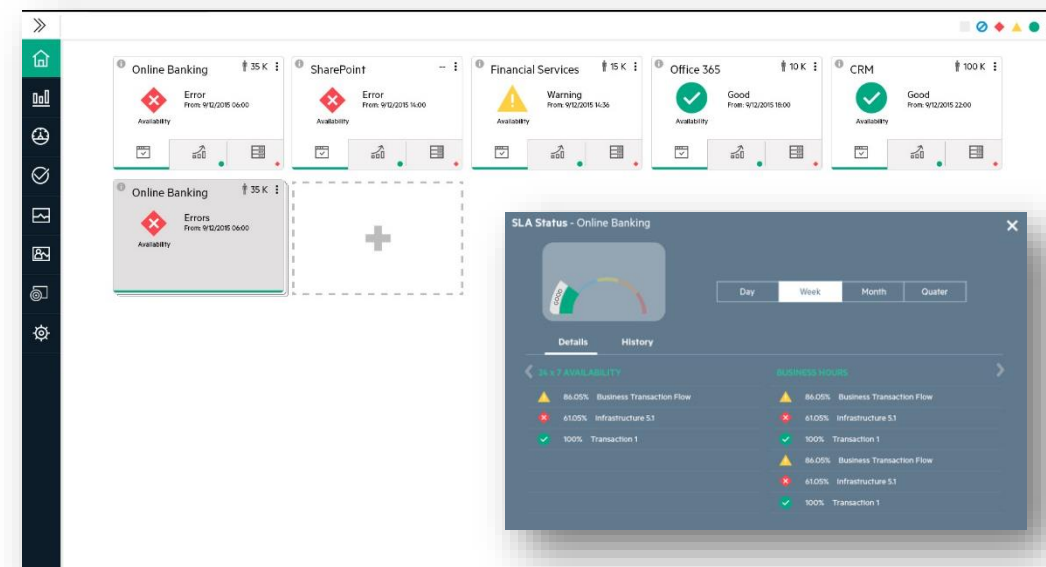 Online Banking 35 K
Error
From: 9/12/2015 06:00
Availability
SharePoint --
Error
From: 9/12/2015 14:00
Availability
Financial Services 15 K
Warning
From: 9/12/2015 14:36
Availability
Office 365 10 K
Good
From: 9/12/2015 18:00
Availability
CRM 100 K
Good
From: 9/12/2015 22:00
Availability
Online Banking 35 K
Errors
From: 9/12/2015 06:00
Availability
SLA Status - Online Banking
GOOD
Day Week Month Quater
Details History
24 x 7 AVAILABILITY
86.05% Business Transaction Flow
61.05% Infrastructure 5.1
100% Transaction 1
BUSINESS HOURS
86.05% Business Transaction Flow
61.05% Infrastructure 5.1
100% Transaction 1
86.05% Business Transaction Flow
61.05% Infrastructure 5.1
100% Transaction 1